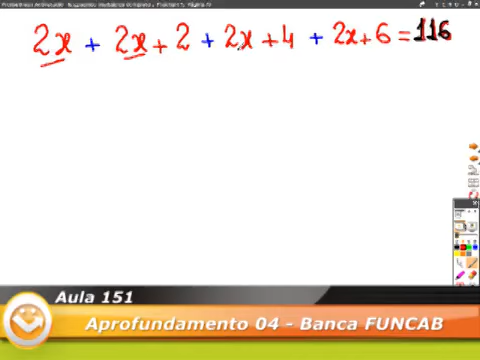 2x + 2x + 2 + 2x + 4 + 2x + 6 = 116
Aula 151
Aprofundamento 04 - Banca FUNCAB